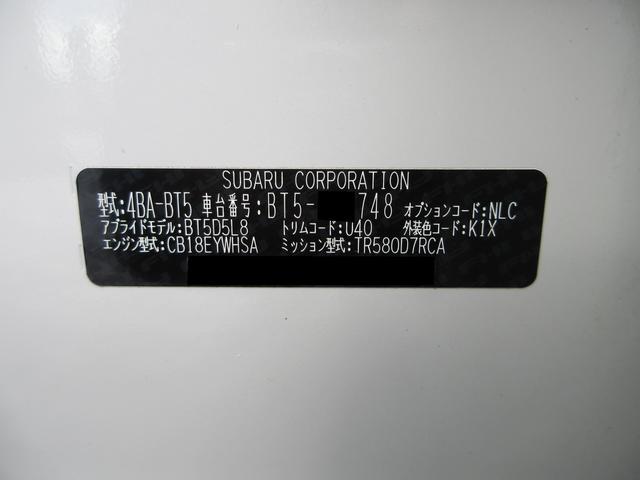 SUBARU CORPORATION
型式:4BA-BT5 車台番号:BT5- 748 オプションコード:NLC
アプライドモデル:BT5D5L8 トリムコード:U40 外装色コード:K1X
エンジン型式:CB18EYWHSA ミッション型式:TR580D7RCA